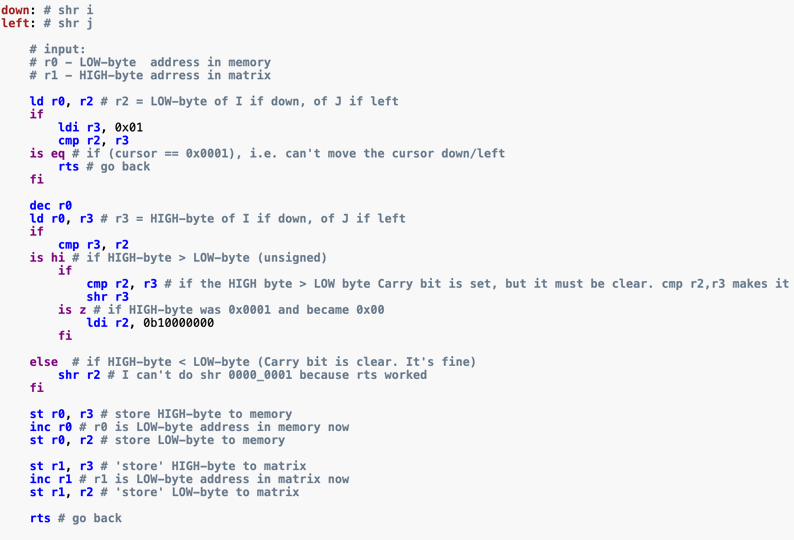 down: # shr i
left: # shr j
# input:
# r0 - LOW-byte  address in memory
# r1 - HIGH-byte adrress in matrix
ld r0, r2 # r2 = LOW-byte of I if down, of J if left
if
ldi r3, 0x01
cmp r2, r3
is eq # if (cursor == 0x0001), i.e. can't move the cursor down/left
rts # go back
fi
dec r0
ld r0, r3 # r3 = HIGH-byte of I if down, of J if left
if
cmp r3, r2
is hi # if HIGH-byte > LOW-byte (unsigned)
if
cmp r2, r3 # if the HIGH byte > LOW byte Carry bit is set, but it must be clear. cmp r2,r3 makes it
shr r3
is z # if HIGH-byte was 0x0001 and became 0x00
ldi r2, 0b10000000
fi
else  # if HIGH-byte < LOW-byte (Carry bit is clear. It's fine)
shr r2 # I can't do shr 0000_0001 because rts worked
fi
st r0, r3 # store HIGH-byte to memory
inc r0 # r0 is LOW-byte address in memory now
st r0, r2 # store LOW-byte to memory
st r1, r3 # 'store' HIGH-byte to matrix
inc r1 # r1 is LOW-byte address in matrix now
st r1, r2 # 'store' LOW-byte to matrix
rts # go back